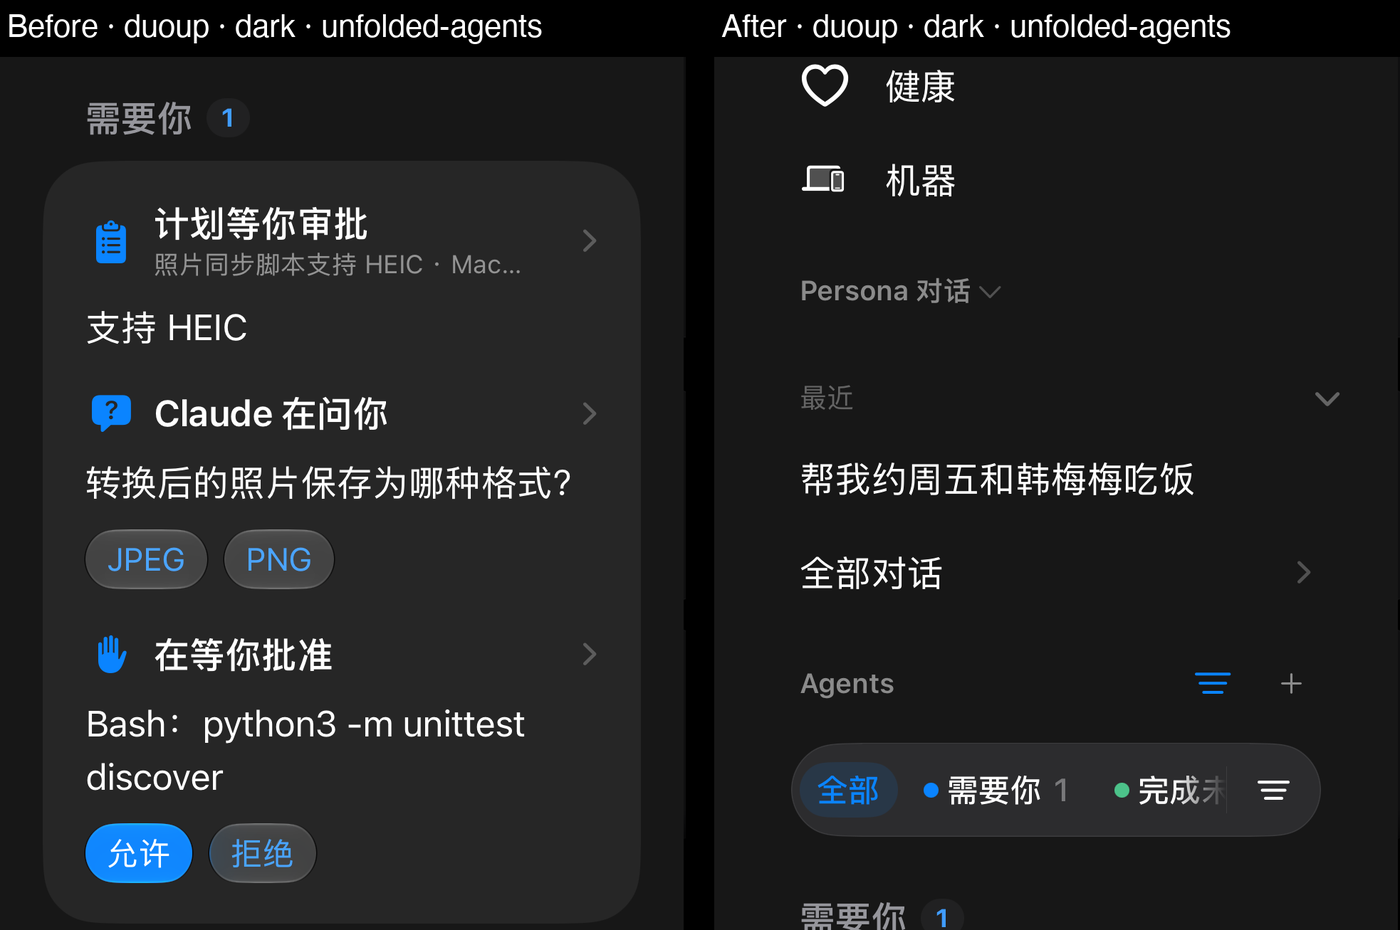 Before · duoup · dark · unfolded-agents
需要你 1
计划等你审批
照片同步脚本支持 HEIC · Mac...
支持 HEIC
Claude 在问你
转换后的照片保存为哪种格式?
JPEG PNG
在等你批准
Bash：python3 -m unittest
discover
允许 拒绝
After · duoup · dark · unfolded-agents
健康
机器
Persona 对话
最近
帮我约周五和韩梅梅吃饭
全部对话
Agents
全部 需要你 1 完成未
需要你 1